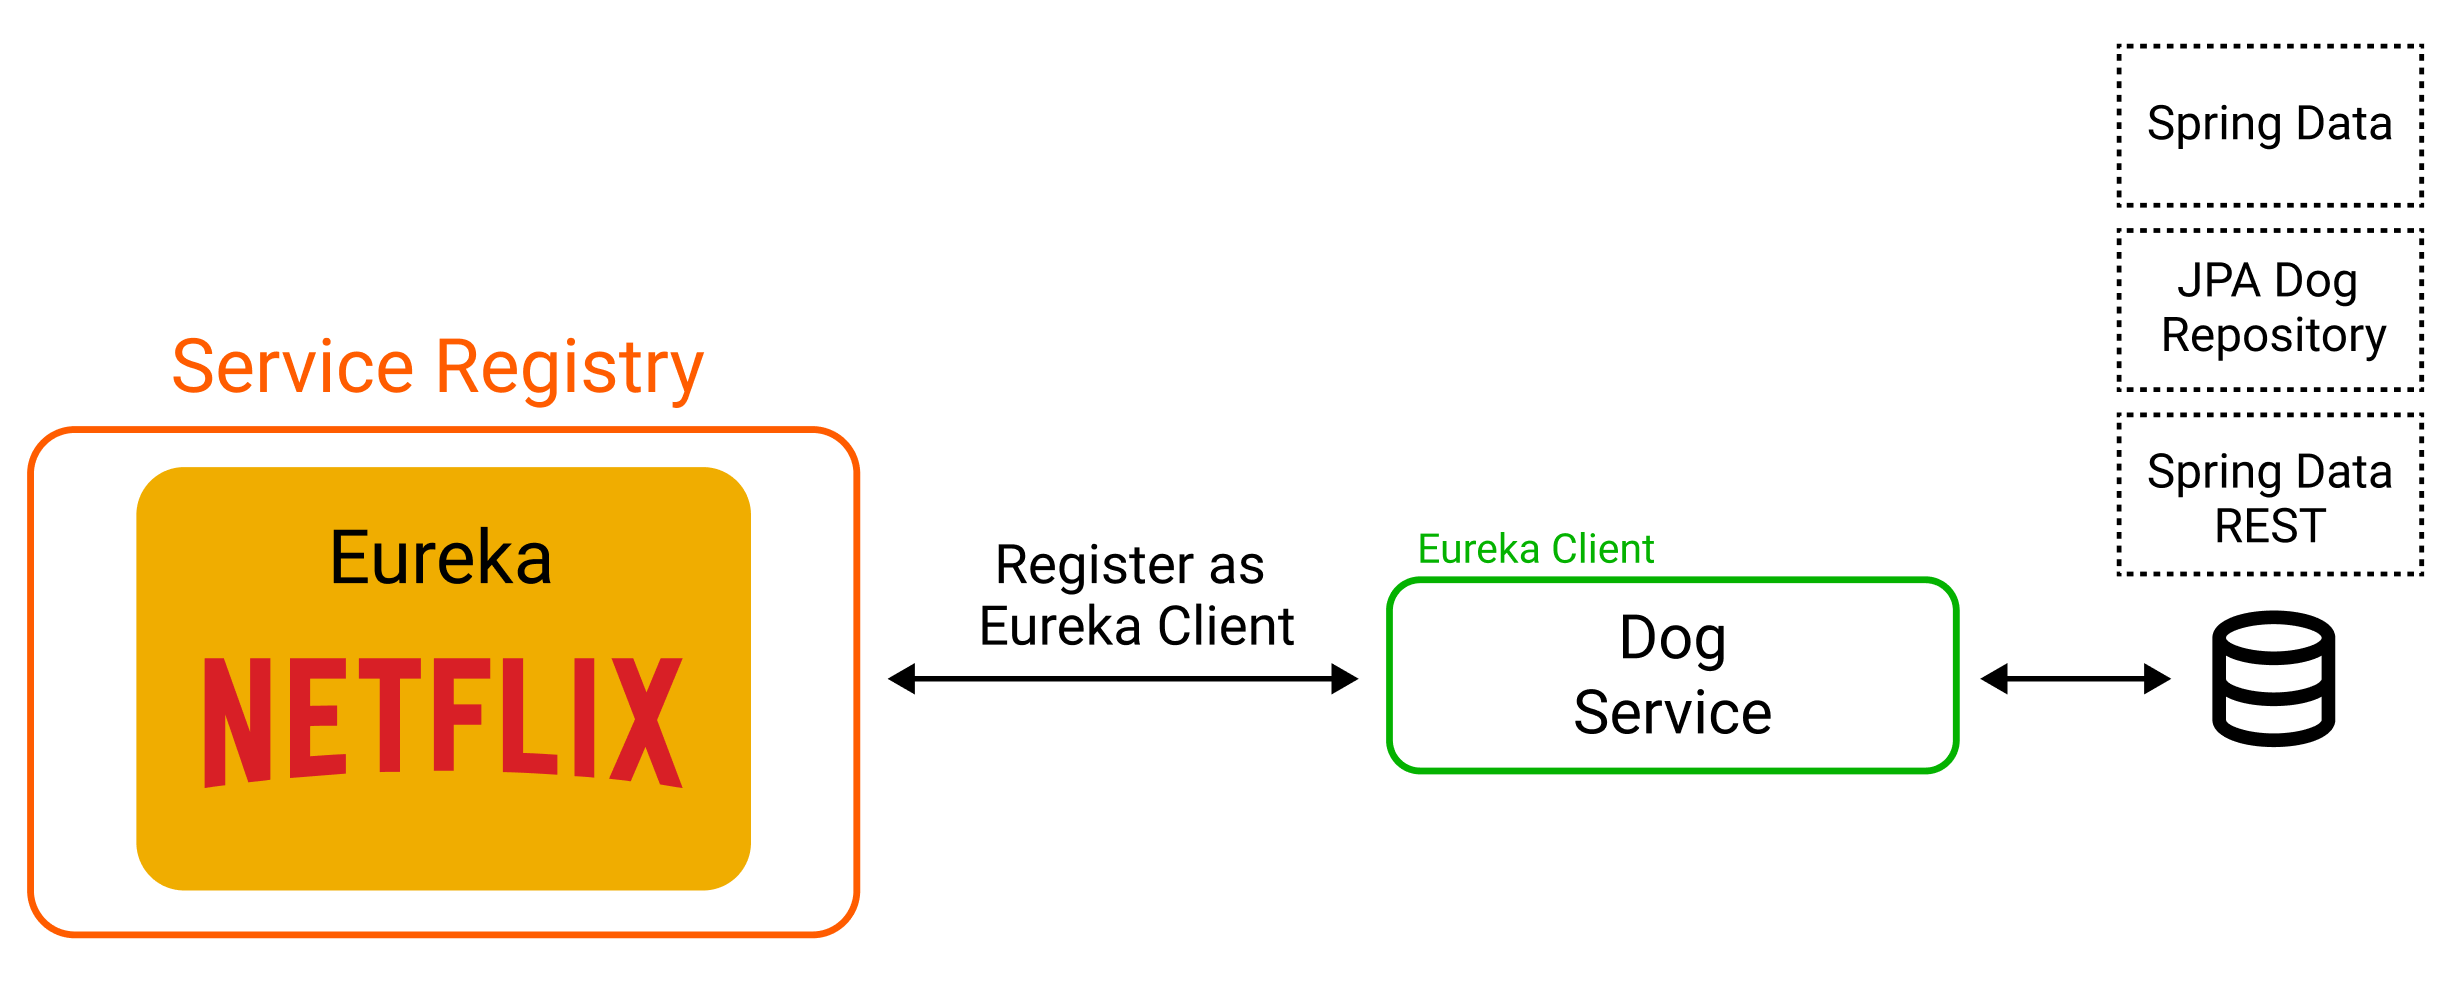 Service Registry
Eureka
NETFLIX
Register as
Eureka Client
Eureka Client
Dog
Service
Spring Data
JPA Dog
Repository
Spring Data
REST